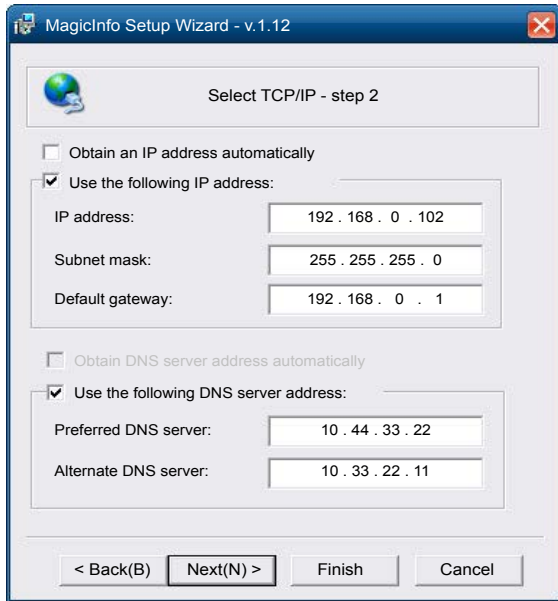 MagicInfo Setup Wizard - v.1.12
Select TCP/IP - step 2
Obtain an IP address automatically
Use the following IP address:
IP address: 192 . 168 . 0 . 102
Subnet mask: 255 . 255 . 255 . 0
Default gateway: 192 . 168 . 0 . 1
Obtain DNS server address automatically
Use the following DNS server address:
Preferred DNS server: 10 . 44 . 33 . 22
Alternate DNS server: 10 . 33 . 22 . 11
< Back(B) Next(N) > Finish Cancel